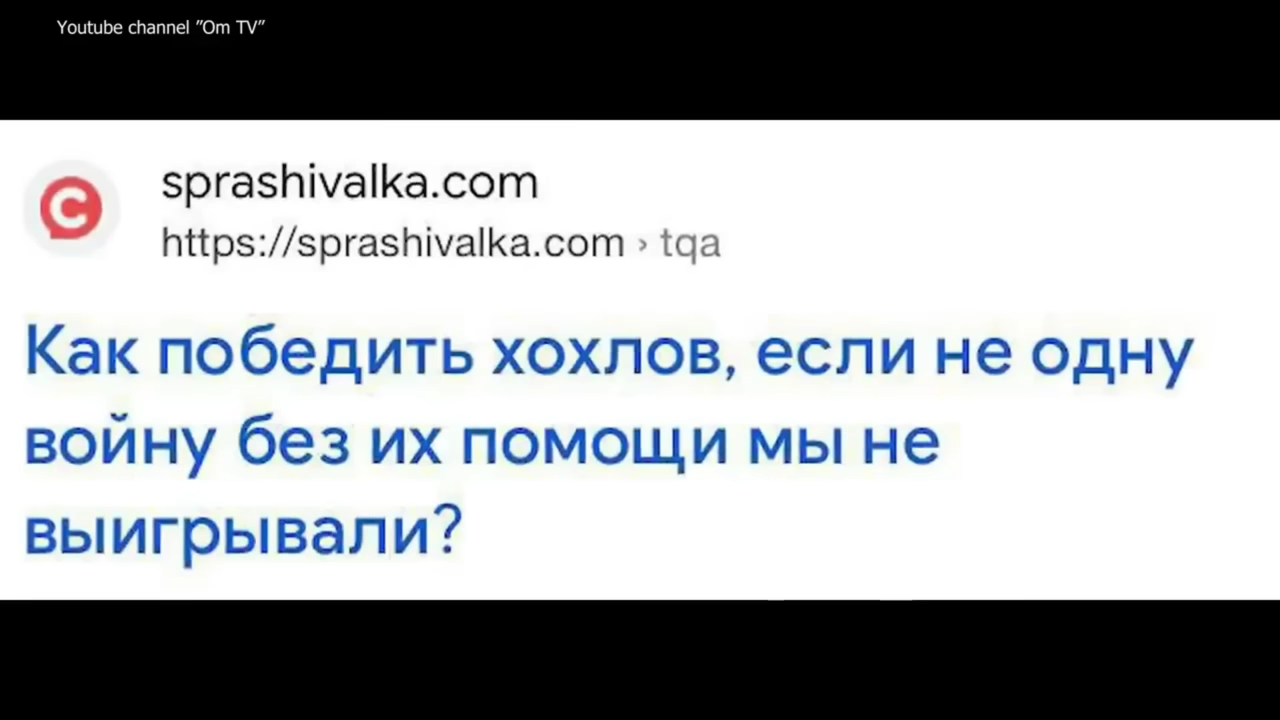 Youtube channel "Om TV"
sprashivalka.com
https://sprashivalka.com › tqa
Как победить хохлов, если не одну
войну без их помощи мы не
выигрывали?